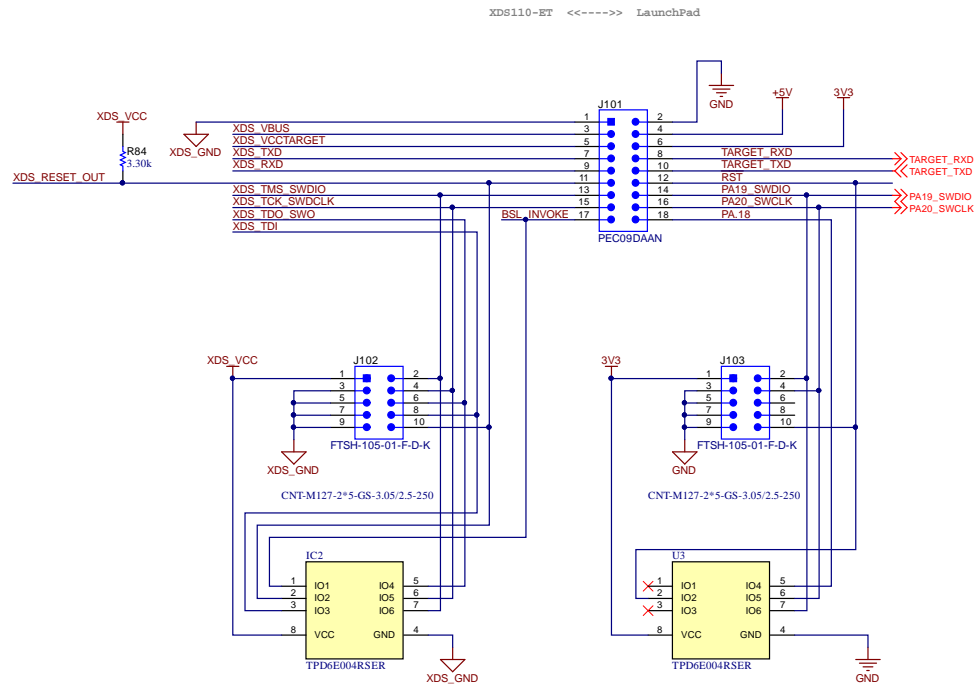 XDS110-ET <<---->> LaunchPad
XDS_VCC
R84
3.30k
XDS_RESET_OUT
XDS_GND
XDS_VBUS
XDS_VCCTARGET
XDS_TXD
XDS_RXD
XDS_TMS_SWDIO
XDS_TCK_SWDCLK
XDS_TDO_SWO
XDS_TDI
BSL_INVOKE
J101
1 2
3 4
5 6
7 8
9 10
11 12
13 14
15 16
17 18
PEC09DAAN
GND
+5V
3V3
TARGET_RXD
TARGET_TXD
RST
PA19_SWDIO
PA20_SWCLK
PA.18
TARGET_RXD
TARGET_TXD
PA19_SWDIO
PA20_SWCLK
XDS_VCC
J102
1 2
3 4
5 6
7 8
9 10
FTSH-105-01-F-D-K
XDS_GND
CNT-M127-2*5-GS-3.05/2.5-250
3V3
J103
1 2
3 4
5 6
7 8
9 10
FTSH-105-01-F-D-K
GND
CNT-M127-2*5-GS-3.05/2.5-250
IC2
1 IO1 IO4 5
2 IO2 IO5 6
3 IO3 IO6 7
8 VCC GND 4
TPD6E004RSER
XDS_GND
U3
1 IO1 IO4 5
2 IO2 IO5 6
3 IO3 IO6 7
8 VCC GND 4
TPD6E004RSER
GND